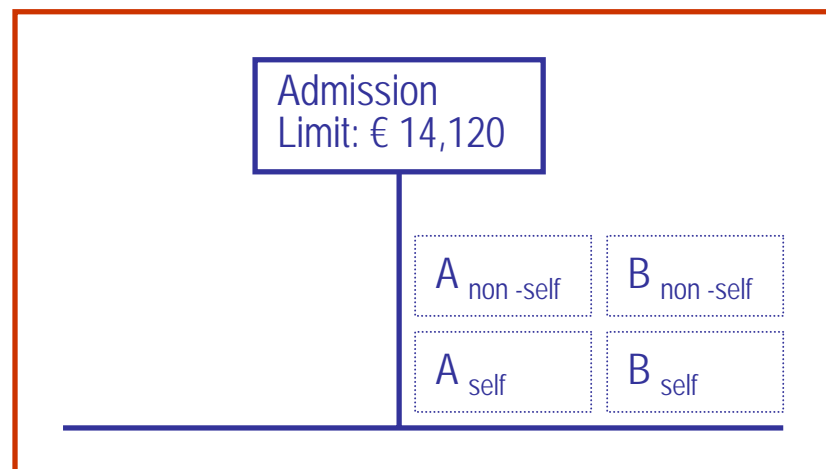 Admission
Limit: € 14,120
A non -self
B non -self
A self
B self